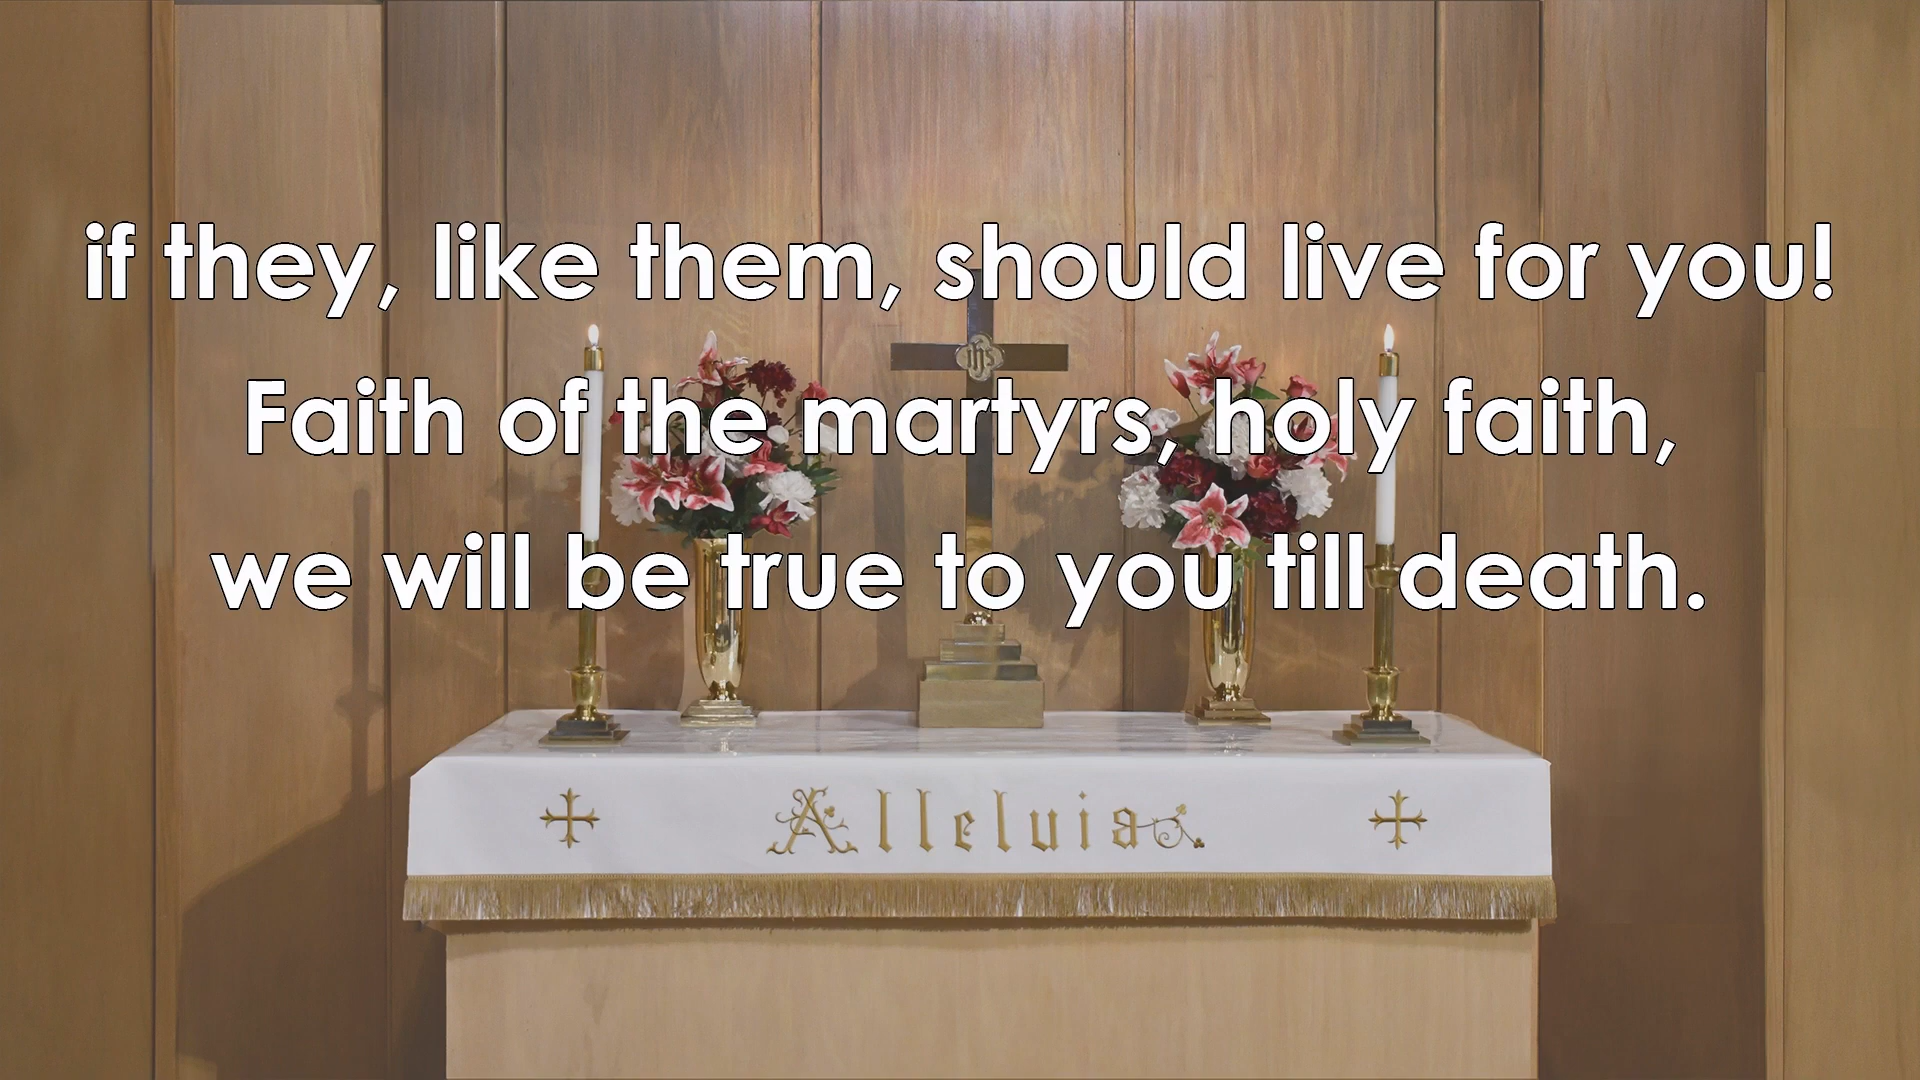 if they, like them, should live for you!
Faith of the martyrs, holy faith,
we will be true to you till death.
ihs
Alleluia